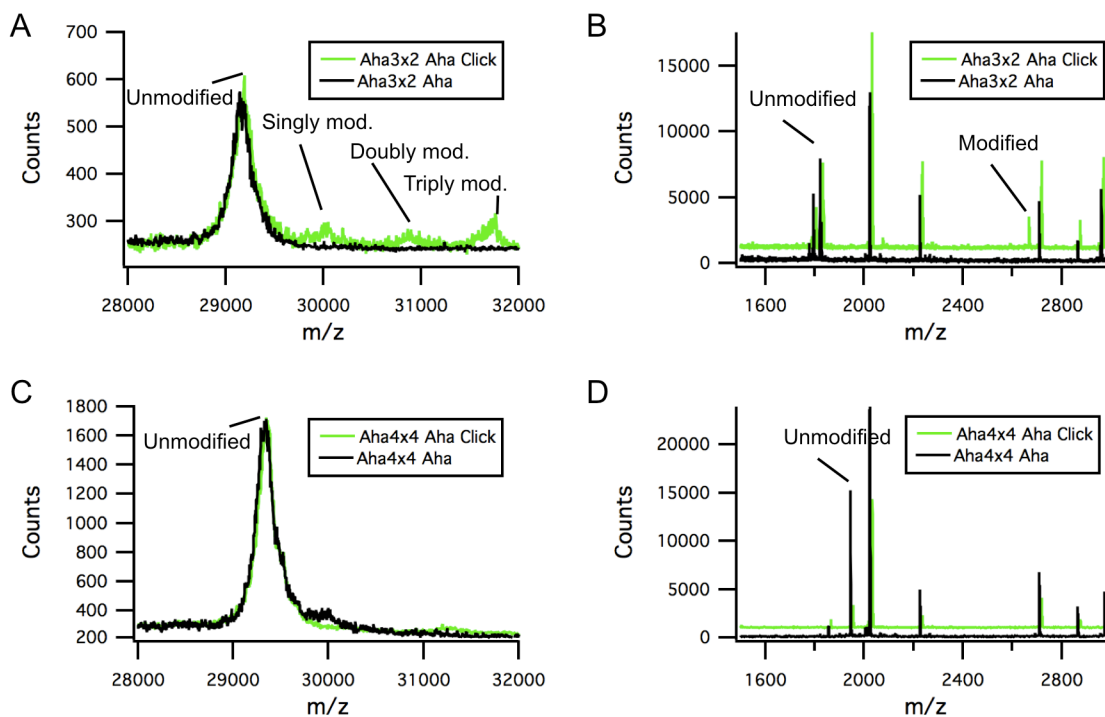 A
700
600
500
400
300
Counts
28000 29000 30000 31000 32000
m/z
Aha3x2 Aha Click
Aha3x2 Aha
Unmodified
Singly mod.
Doubly mod.
Triply mod.
B
15000
10000
5000
0
Counts
1600 2000 2400 2800
m/z
Aha3x2 Aha Click
Aha3x2 Aha
Unmodified
Modified
C
1800
1600
1400
1200
1000
800
600
400
200
Counts
28000 29000 30000 31000 32000
m/z
Aha4x4 Aha Click
Aha4x4 Aha
Unmodified
D
20000
15000
10000
5000
0
Counts
1600 2000 2400 2800
m/z
Aha4x4 Aha Click
Aha4x4 Aha
Unmodified